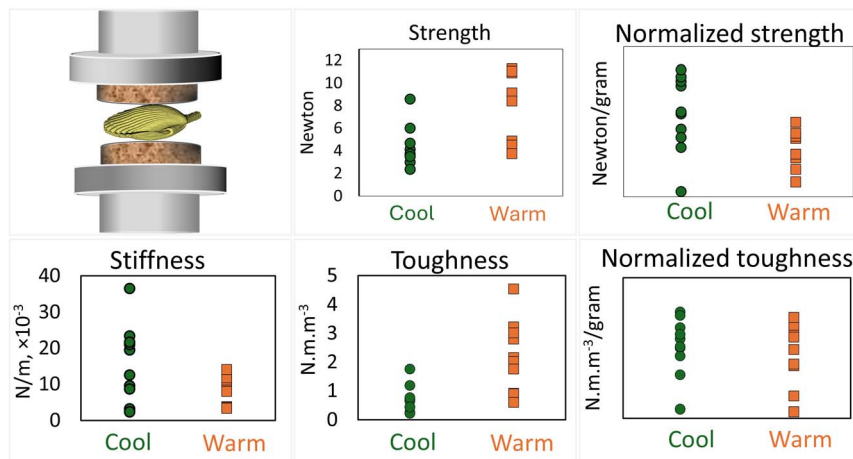 Strength
Newton
12
10
8
6
4
2
0
Cool Warm
Normalized strength
Newton/gram
Cool Warm
Stiffness
N/m, ×10⁻³
40
30
20
10
0
Cool Warm
Toughness
N.m.m⁻³
5
4
3
2
1
0
Cool Warm
Normalized toughness
N.m.m⁻³/gram
Cool Warm